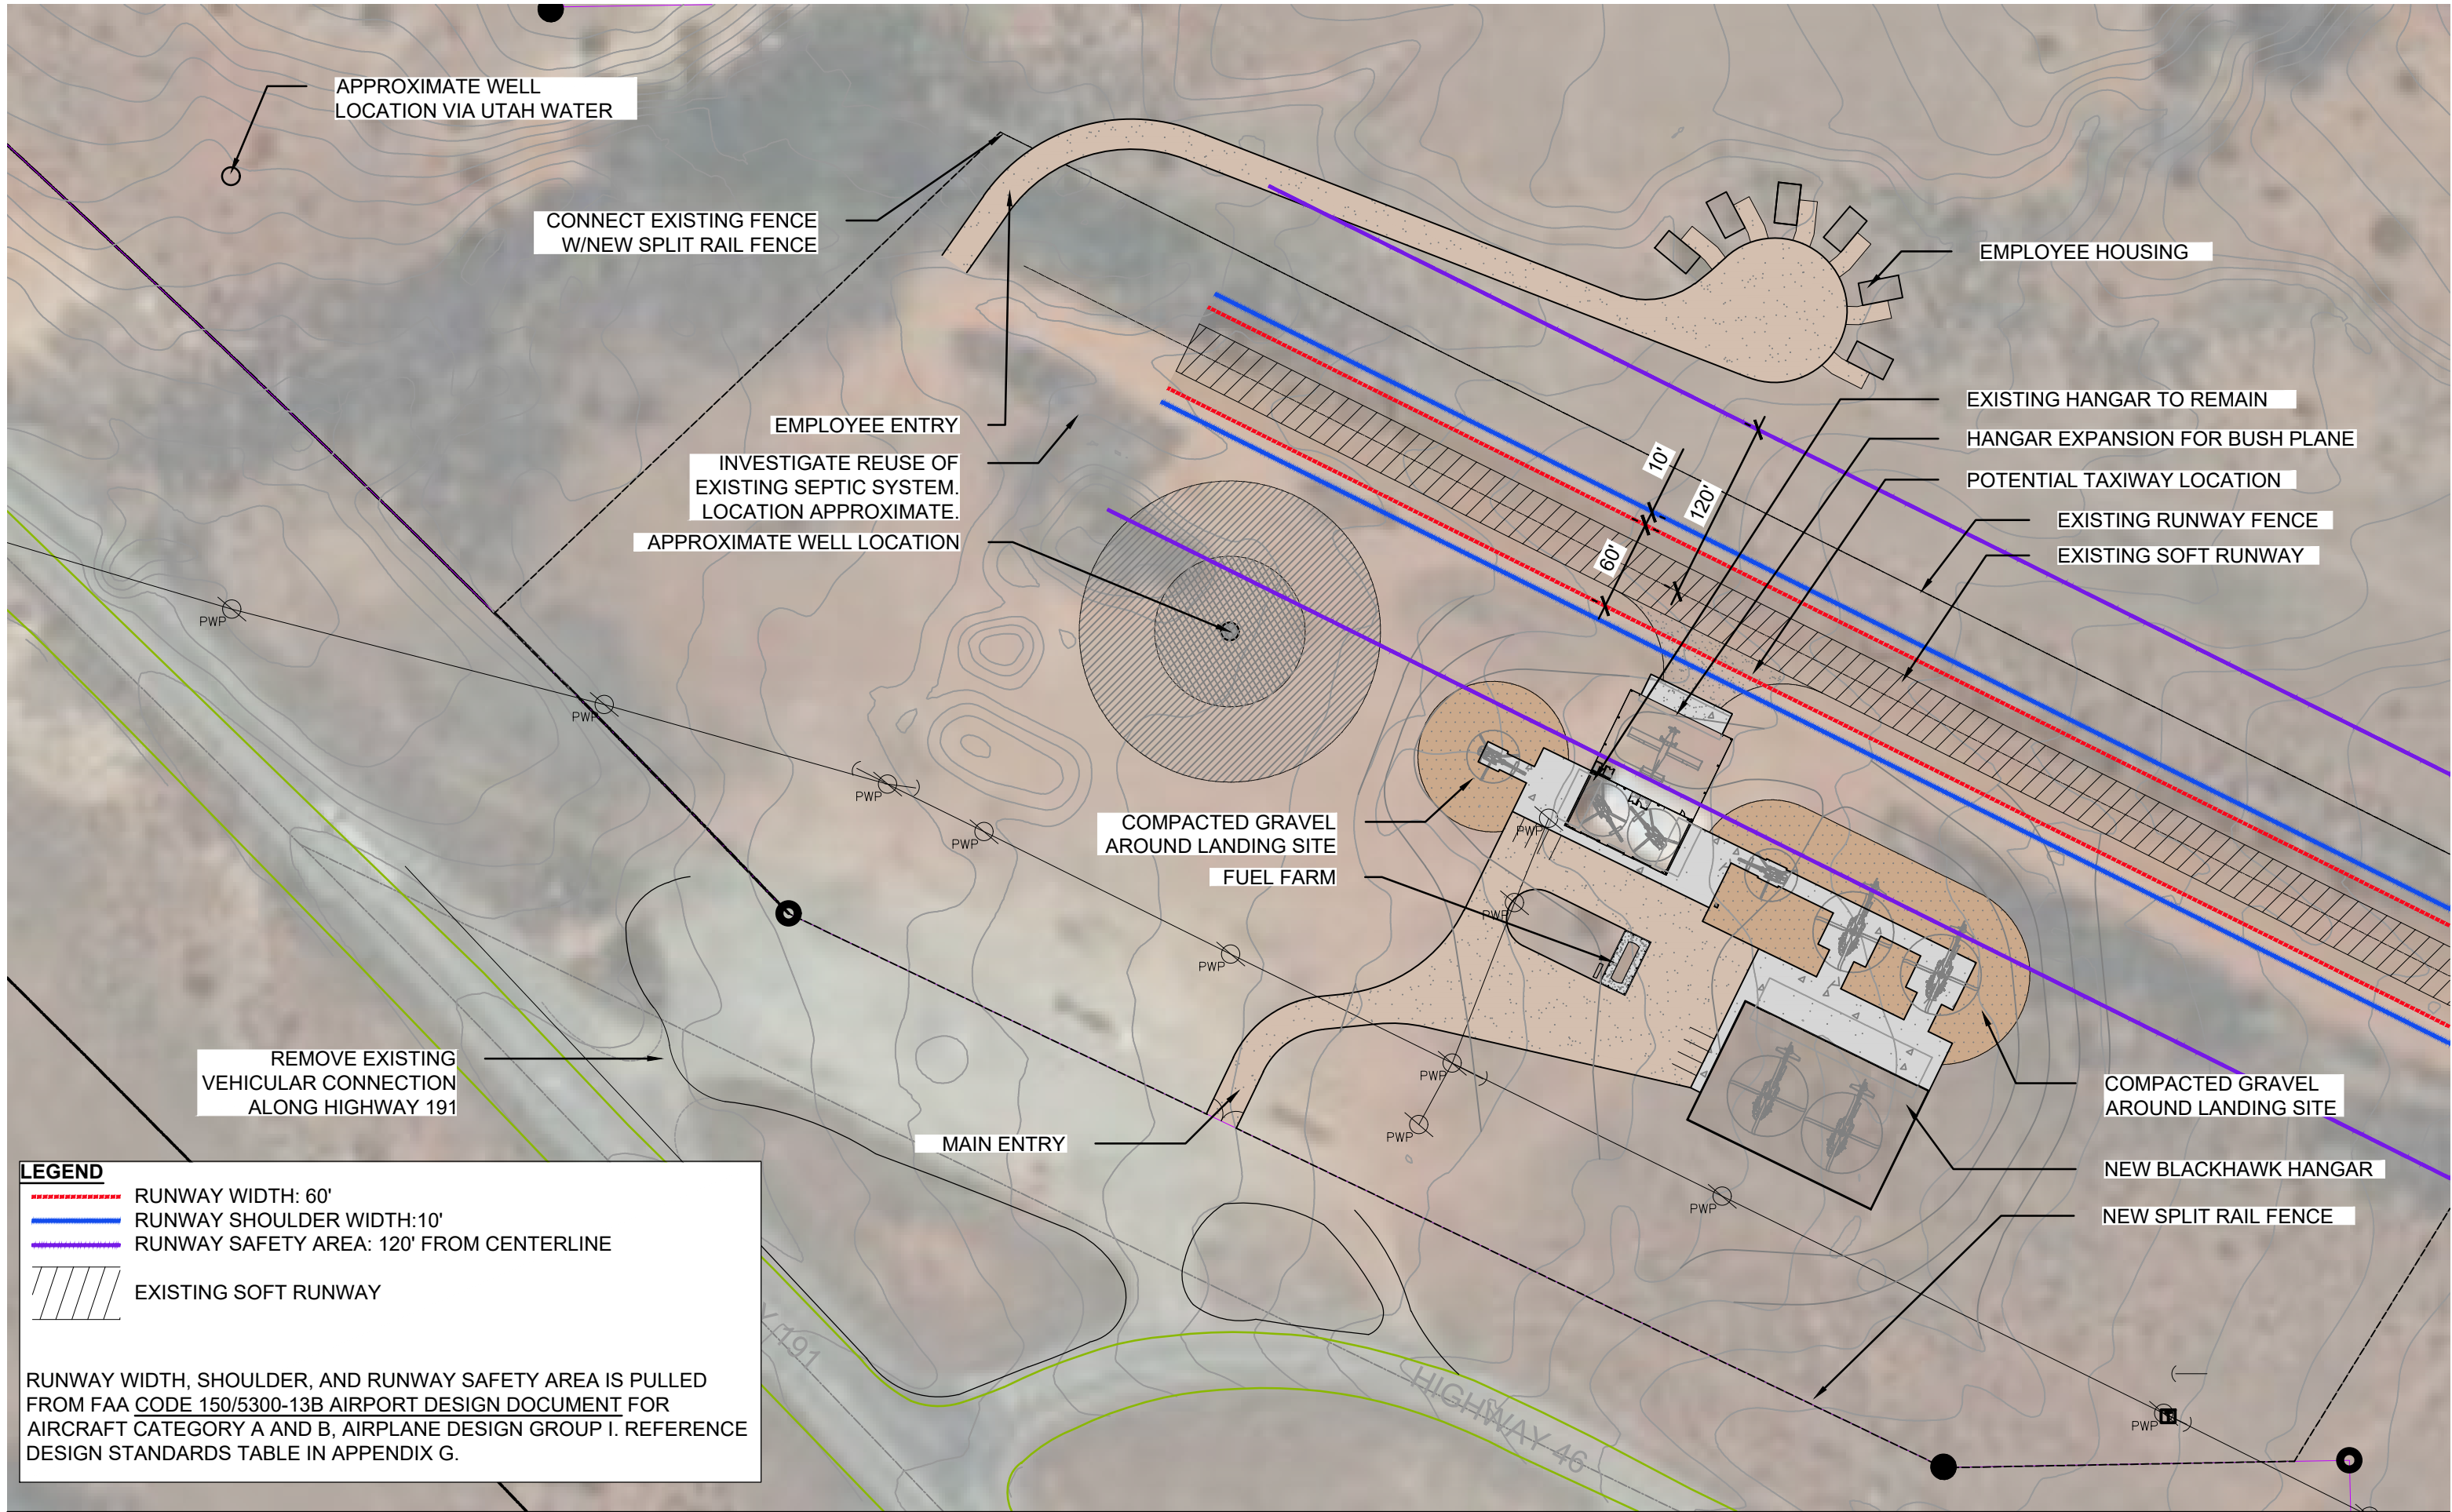 APPROXIMATE WELL
LOCATION VIA UTAH WATER
CONNECT EXISTING FENCE
W/NEW SPLIT RAIL FENCE
EMPLOYEE HOUSING
EXISTING HANGAR TO REMAIN
HANGAR EXPANSION FOR BUSH PLANE
POTENTIAL TAXIWAY LOCATION
EXISTING RUNWAY FENCE
EXISTING SOFT RUNWAY
EMPLOYEE ENTRY
INVESTIGATE REUSE OF
EXISTING SEPTIC SYSTEM.
LOCATION APPROXIMATE.
APPROXIMATE WELL LOCATION
10'
120'
60'
PWP
PWP
PWP
PWP
PWP
PWP
PWP
PWP
PWP
PWP
PWP
COMPACTED GRAVEL
AROUND LANDING SITE
FUEL FARM
REMOVE EXISTING
VEHICULAR CONNECTION
ALONG HIGHWAY 191
MAIN ENTRY
COMPACTED GRAVEL
AROUND LANDING SITE
NEW BLACKHAWK HANGAR
NEW SPLIT RAIL FENCE
Y 191
HIGHWAY 46
LEGEND
RUNWAY WIDTH: 60'
RUNWAY SHOULDER WIDTH:10'
RUNWAY SAFETY AREA: 120' FROM CENTERLINE
EXISTING SOFT RUNWAY
RUNWAY WIDTH, SHOULDER, AND RUNWAY SAFETY AREA IS PULLED
FROM FAA CODE 150/5300-13B AIRPORT DESIGN DOCUMENT FOR
AIRCRAFT CATEGORY A AND B, AIRPLANE DESIGN GROUP I. REFERENCE
DESIGN STANDARDS TABLE IN APPENDIX G.